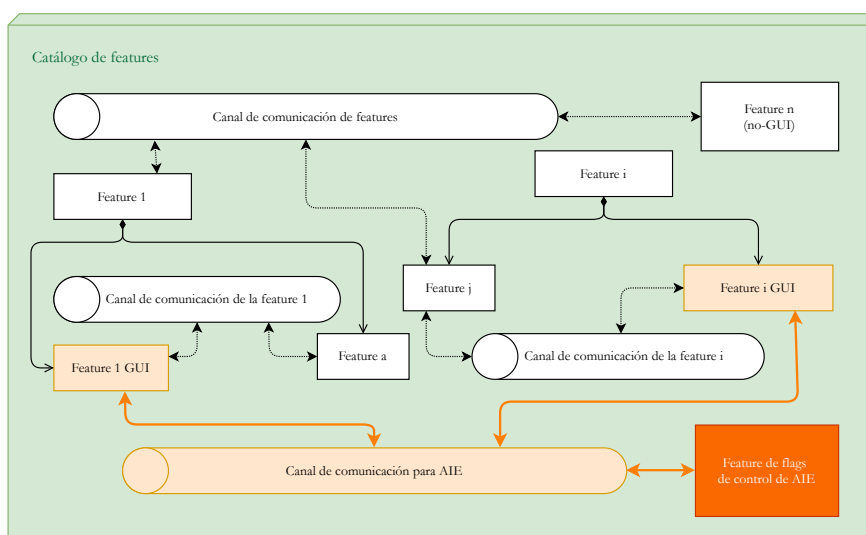 Catálogo de features
Canal de comunicación de features
Feature n
(no-GUI)
Feature 1
Feature i
Canal de comunicación de la feature 1
Feature j
Feature i GUI
Feature 1 GUI
Feature a
Canal de comunicación de la feature i
Canal de comunicación para AIE
Feature de flags
de control de AIE